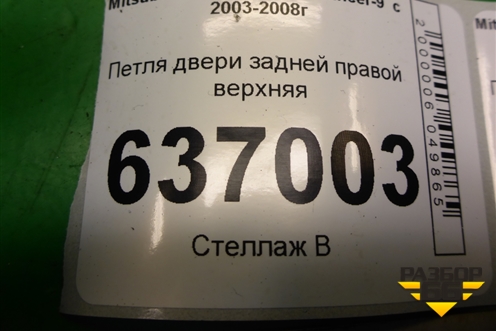 2003-2008г
Петля двери задней правой
верхняя
637003
Стеллаж В
2000006049865
РАЗБОР